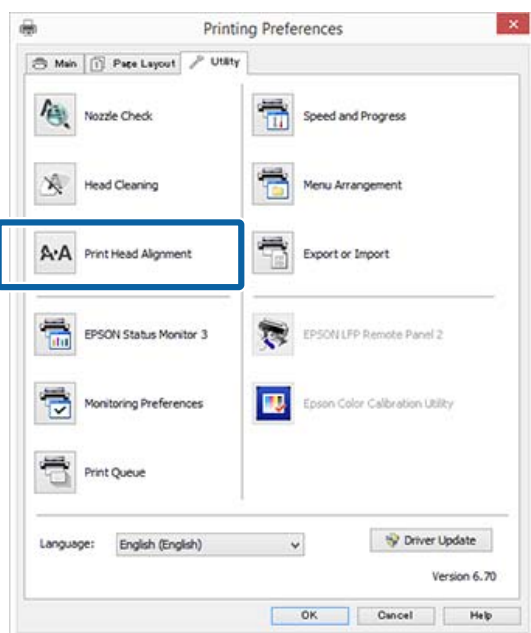 Printing Preferences
Main
Page Layout
Utility
Nozzle Check
Speed and Progress
Head Cleaning
Menu Arrangement
A·A
Print Head Alignment
Export or Import
EPSON Status Monitor 3
EPSON LFP Remote Panel 2
Monitoring Preferences
Epson Color Calibration Utility
Print Queue
Language:
English (English)
Driver Update
Version 6.70
OK
Cancel
Help